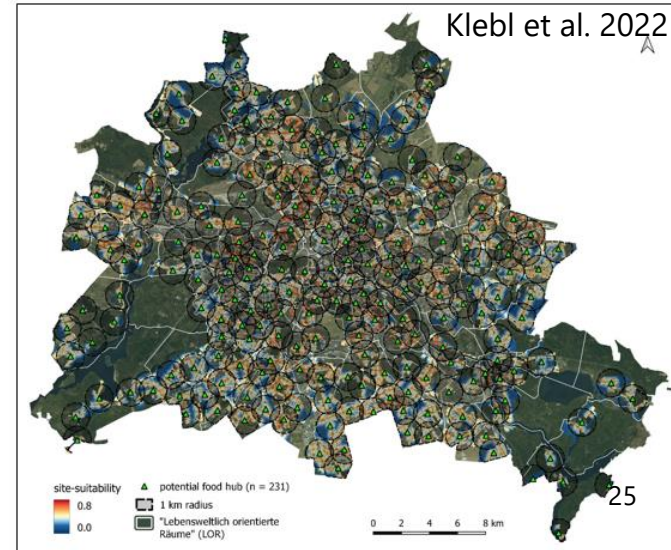 Klebl et al. 2022
site-suitability
0.8
0.0
potential food hub (n = 231)
1 km radius
"Lebensweltlich orientierte
Räume" (LOR)
0 2 4 6 8 km
25